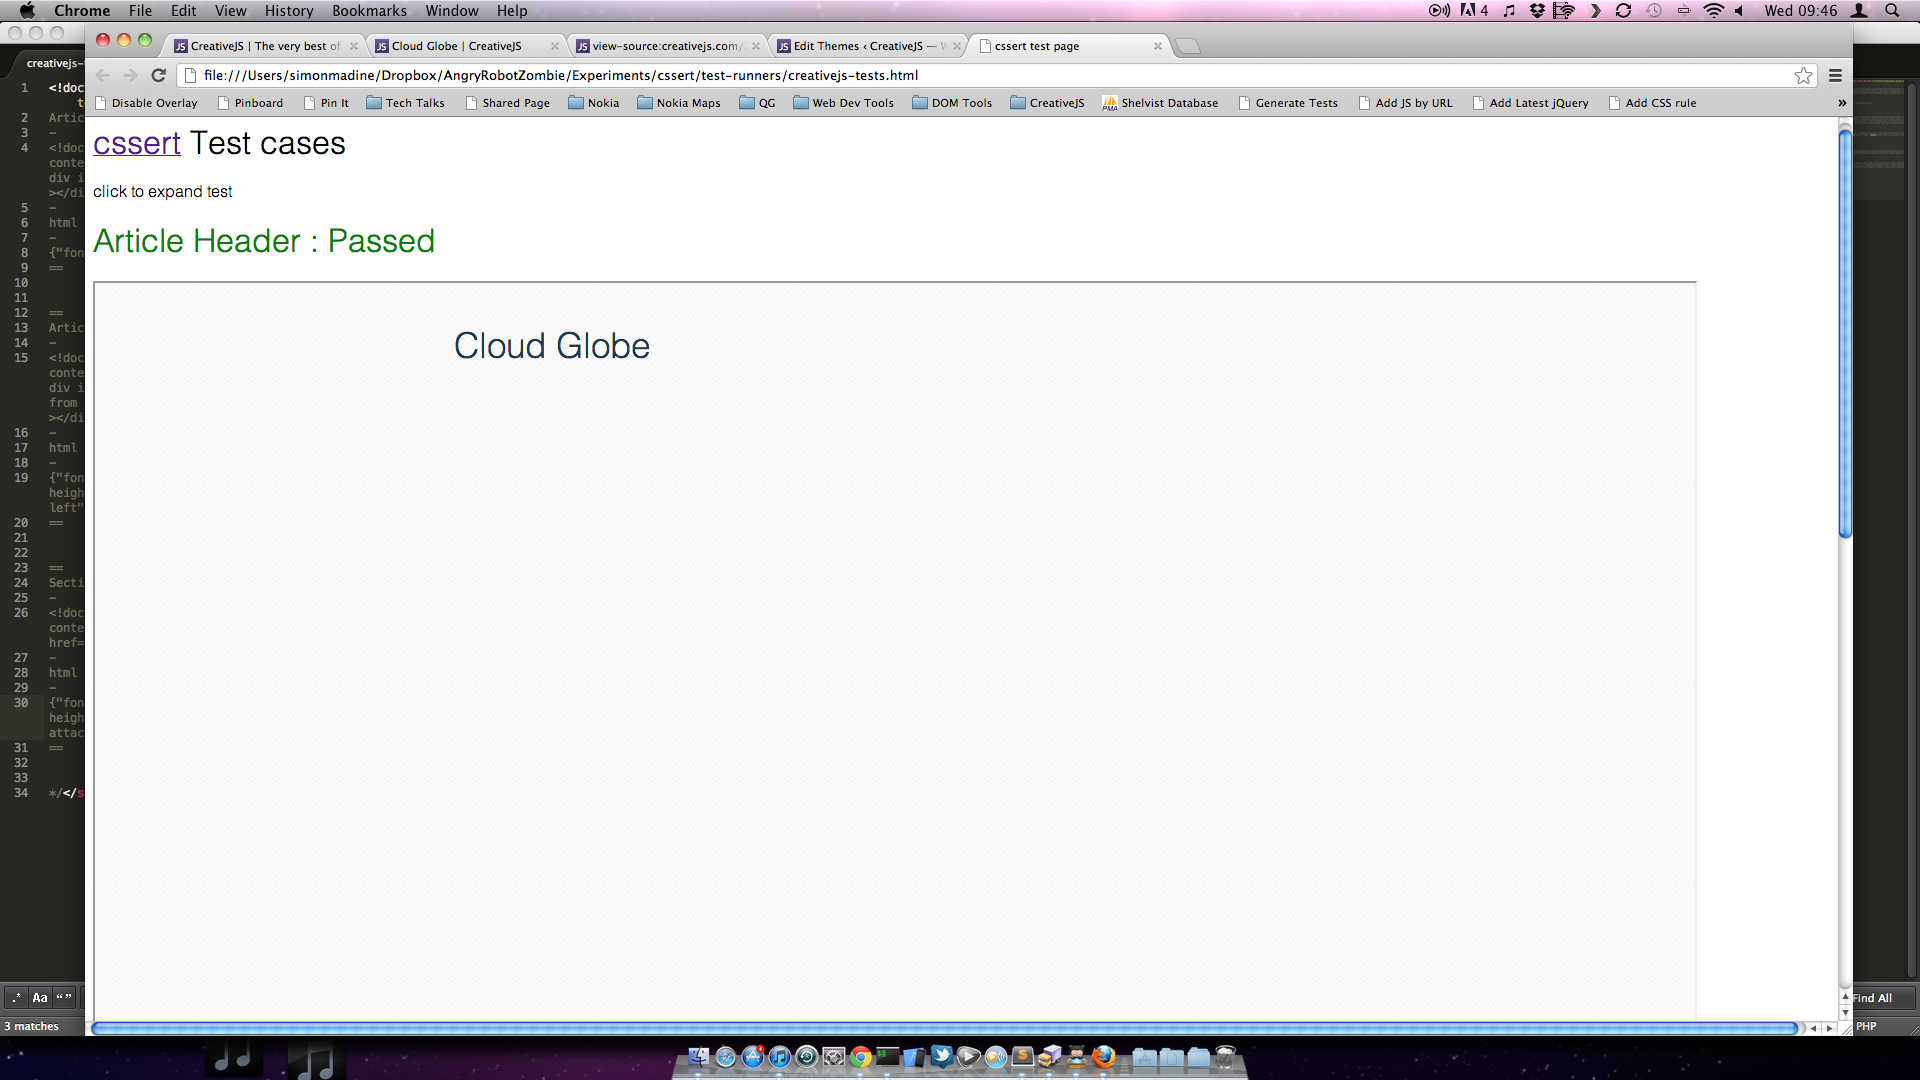 Chrome File Edit View History Bookmarks Window Help 4 Wed 09:46
CreativeJS | The very best of Cloud Globe | CreativeJS view-source:creativejs.com/ Edit Themes ‹ CreativeJS — W cssert test page
file:///Users/simonmadine/Dropbox/AngryRobotZombie/Experiments/cssert/test-runners/creativejs-tests.html
Disable Overlay Pinboard Pin It Tech Talks Shared Page Nokia Nokia Maps QG Web Dev Tools DOM Tools CreativeJS Shelvist Database Generate Tests Add JS by URL Add Latest jQuery Add CSS rule »
cssert Test cases
click to expand test
Article Header : Passed
Cloud Globe
creativejs-
1 <!doc
t
2 Artic
3 -
4 <!doc
conte
div i
></di
5 -
6 html
7 -
8 {"fon
9 ==
10
11
12 ==
13 Artic
14 -
15 <!doc
conte
div i
from
></di
16 -
17 html
18 -
19 {"fon
heigh
left"
20 ==
21
22
23 ==
24 Secti
25 -
26 <!doc
conte
href=
27 -
28 html
29 -
30 {"fon
heigh
attac
31 ==
32
33
34 */</s
.* Aa “ ” Find All
3 matches PHP